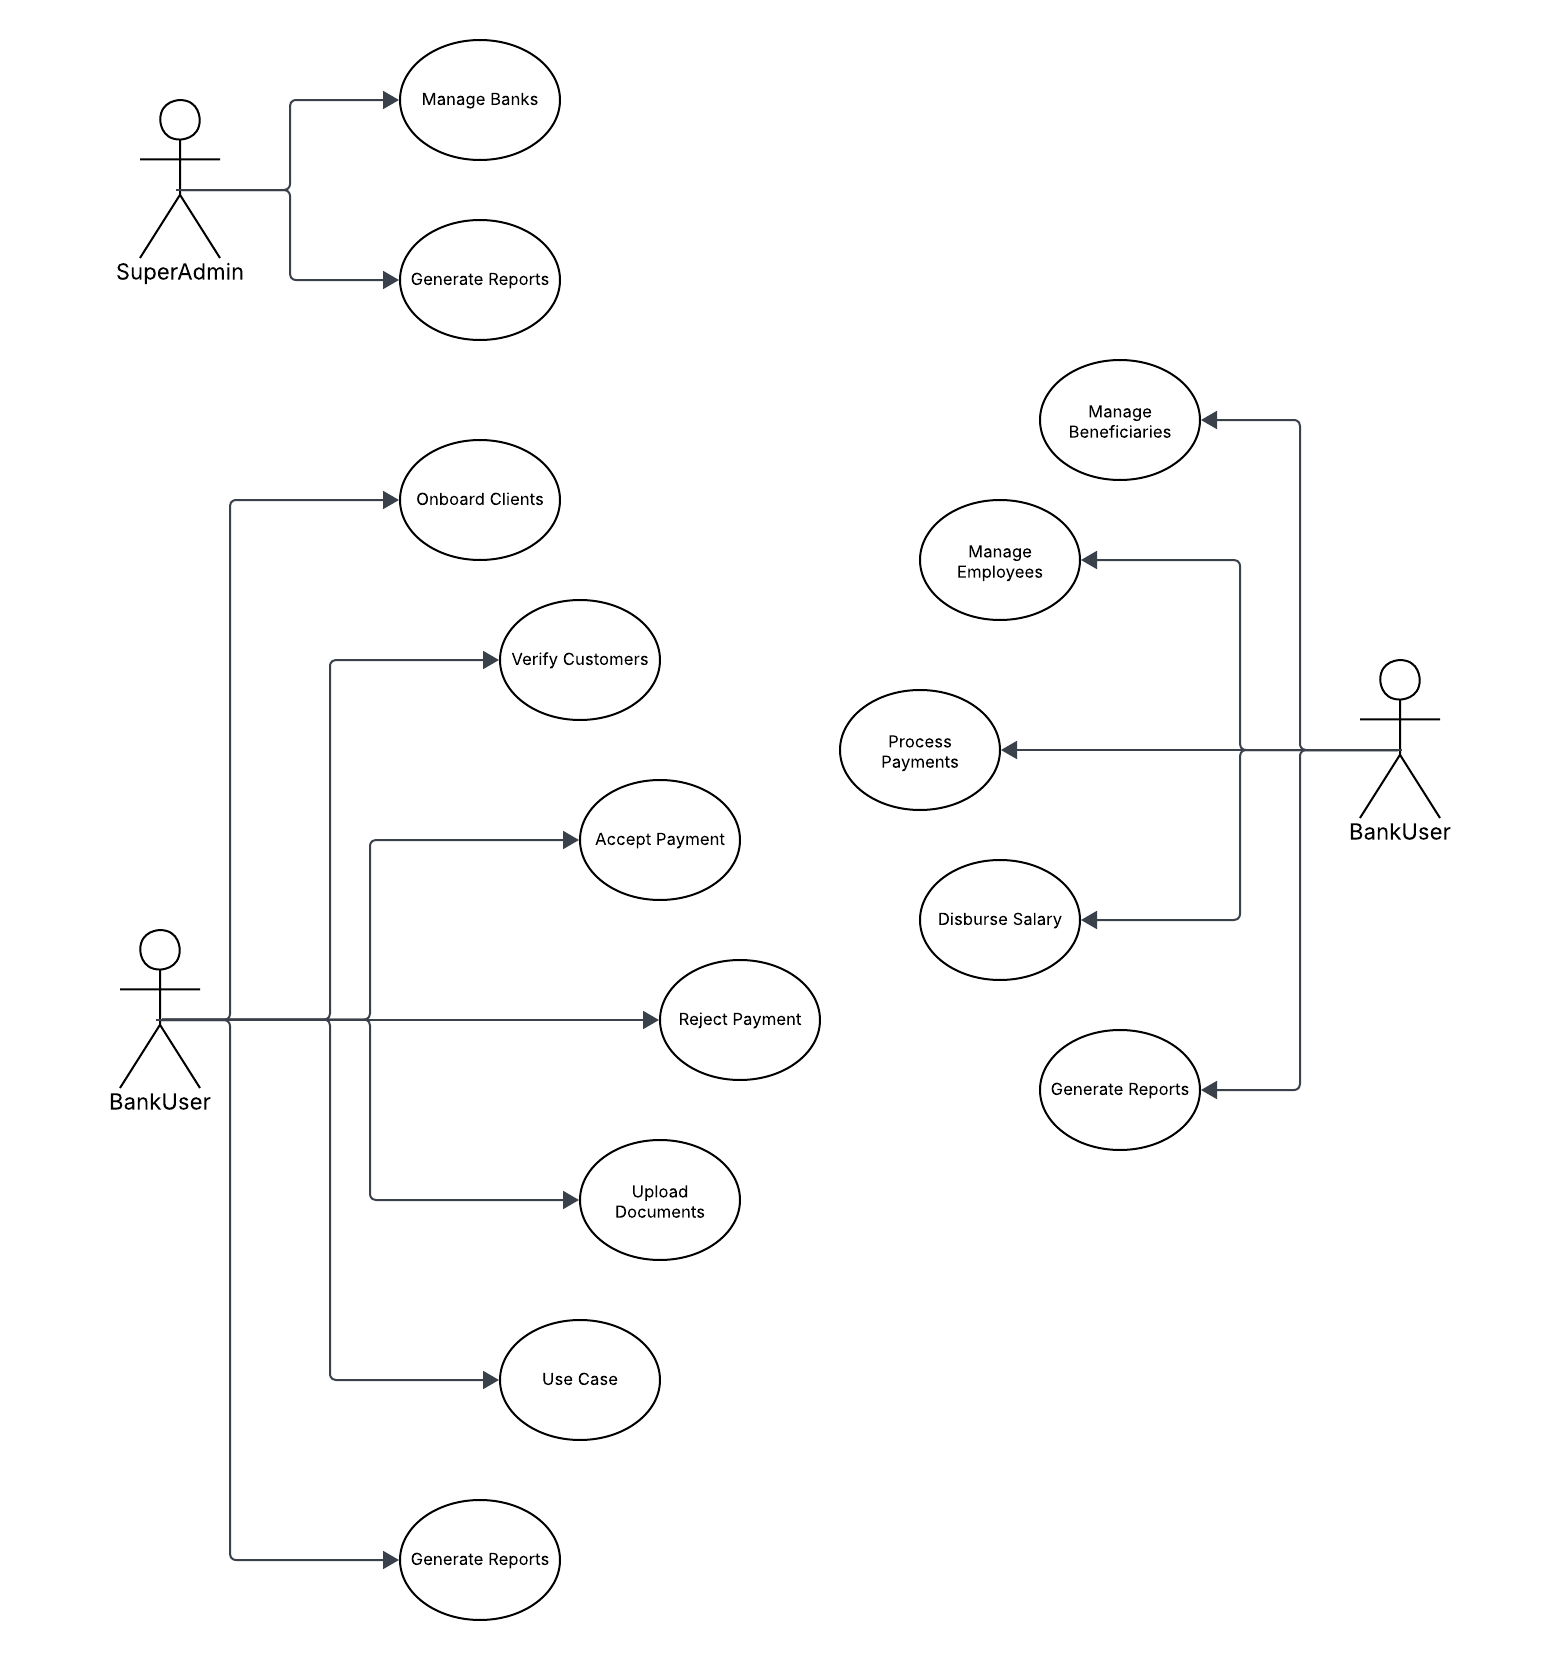 Manage Banks
SuperAdmin
Generate Reports
Manage
Beneficiaries
Onboard Clients
Manage
Employees
Verify Customers
Process
Payments
BankUser
Accept Payment
Disburse Salary
Reject Payment
BankUser
Generate Reports
Upload
Documents
Use Case
Generate Reports